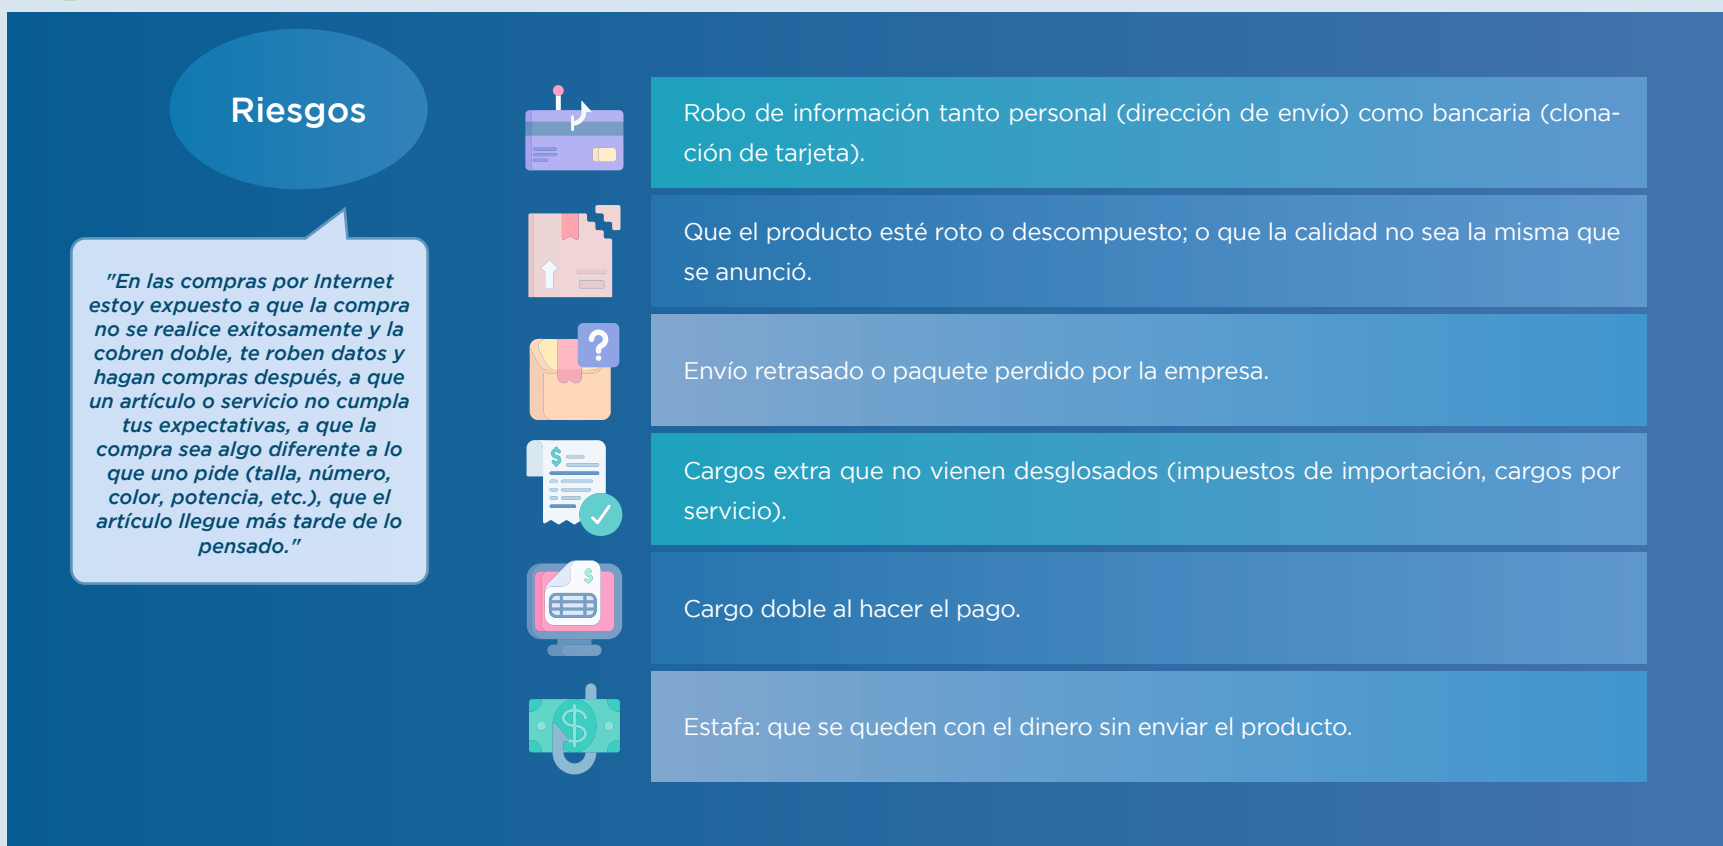 Riesgos
"En las compras por Internet
estoy expuesto a que la compra
no se realice exitosamente y la
cobren doble, te roben datos y
hagan compras después, a que
un artículo o servicio no cumpla
tus expectativas, a que la
compra sea algo diferente a lo
que uno pide (talla, número,
color, potencia, etc.), que el
artículo llegue más tarde de lo
pensado."
Robo de información tanto personal (dirección de envío) como bancaria (clona-
ción de tarjeta).
Que el producto esté roto o descompuesto; o que la calidad no sea la misma que
se anunció.
?
Envío retrasado o paquete perdido por la empresa.
$
Cargos extra que no vienen desglosados (impuestos de importación, cargos por
servicio).
$
Cargo doble al hacer el pago.
$
Estafa: que se queden con el dinero sin enviar el producto.